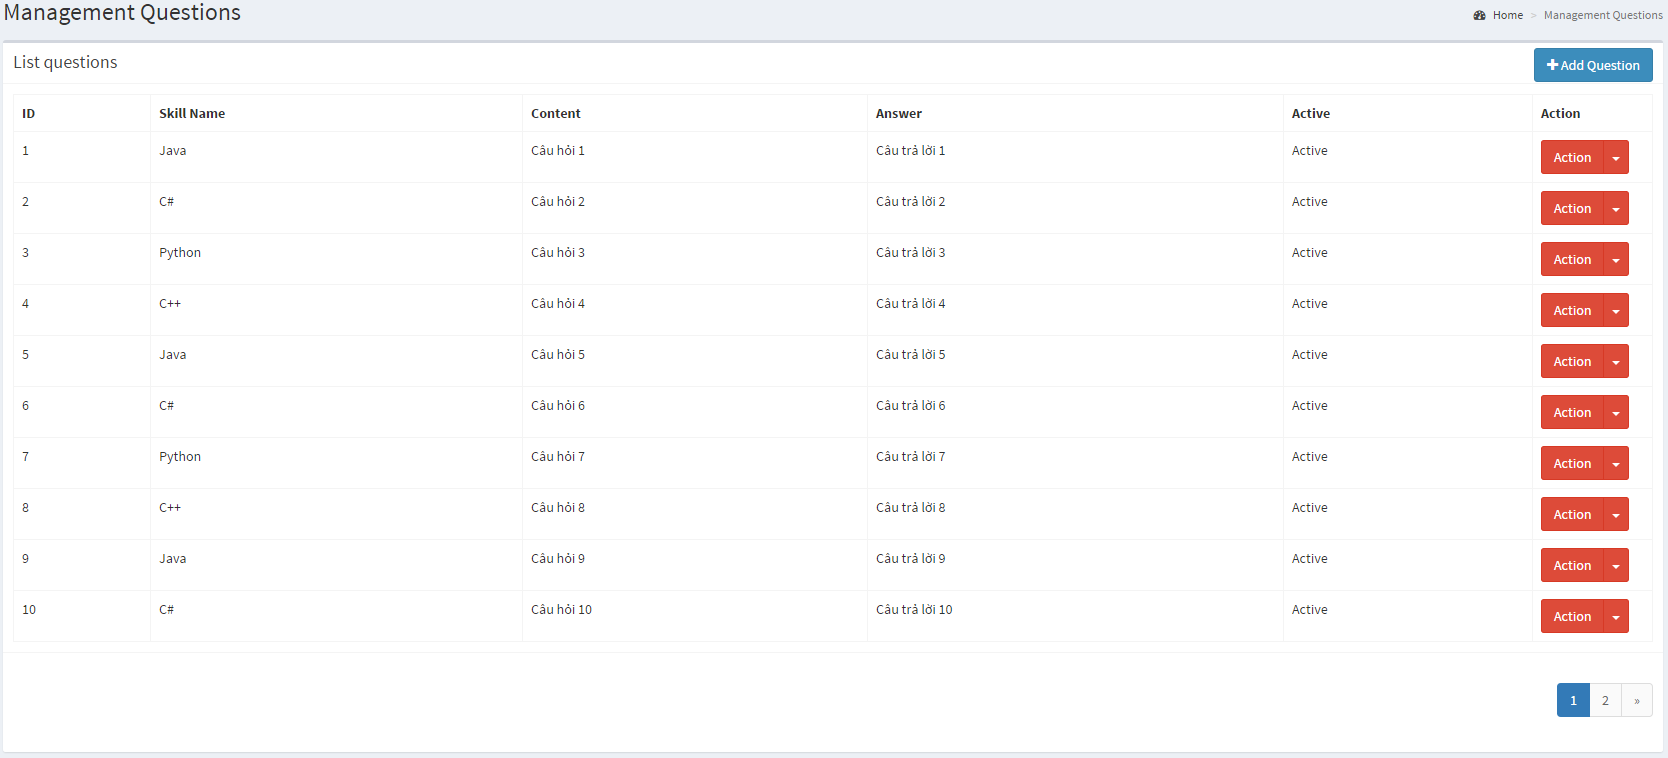 Management Questions
Home > Management Questions
List questions
Add Question
ID Skill Name Content Answer Active Action
1 Java Câu hỏi 1 Câu trả lời 1 Active Action
2 C# Câu hỏi 2 Câu trả lời 2 Active Action
3 Python Câu hỏi 3 Câu trả lời 3 Active Action
4 C++ Câu hỏi 4 Câu trả lời 4 Active Action
5 Java Câu hỏi 5 Câu trả lời 5 Active Action
6 C# Câu hỏi 6 Câu trả lời 6 Active Action
7 Python Câu hỏi 7 Câu trả lời 7 Active Action
8 C++ Câu hỏi 8 Câu trả lời 8 Active Action
9 Java Câu hỏi 9 Câu trả lời 9 Active Action
10 C# Câu hỏi 10 Câu trả lời 10 Active Action
1 2 »